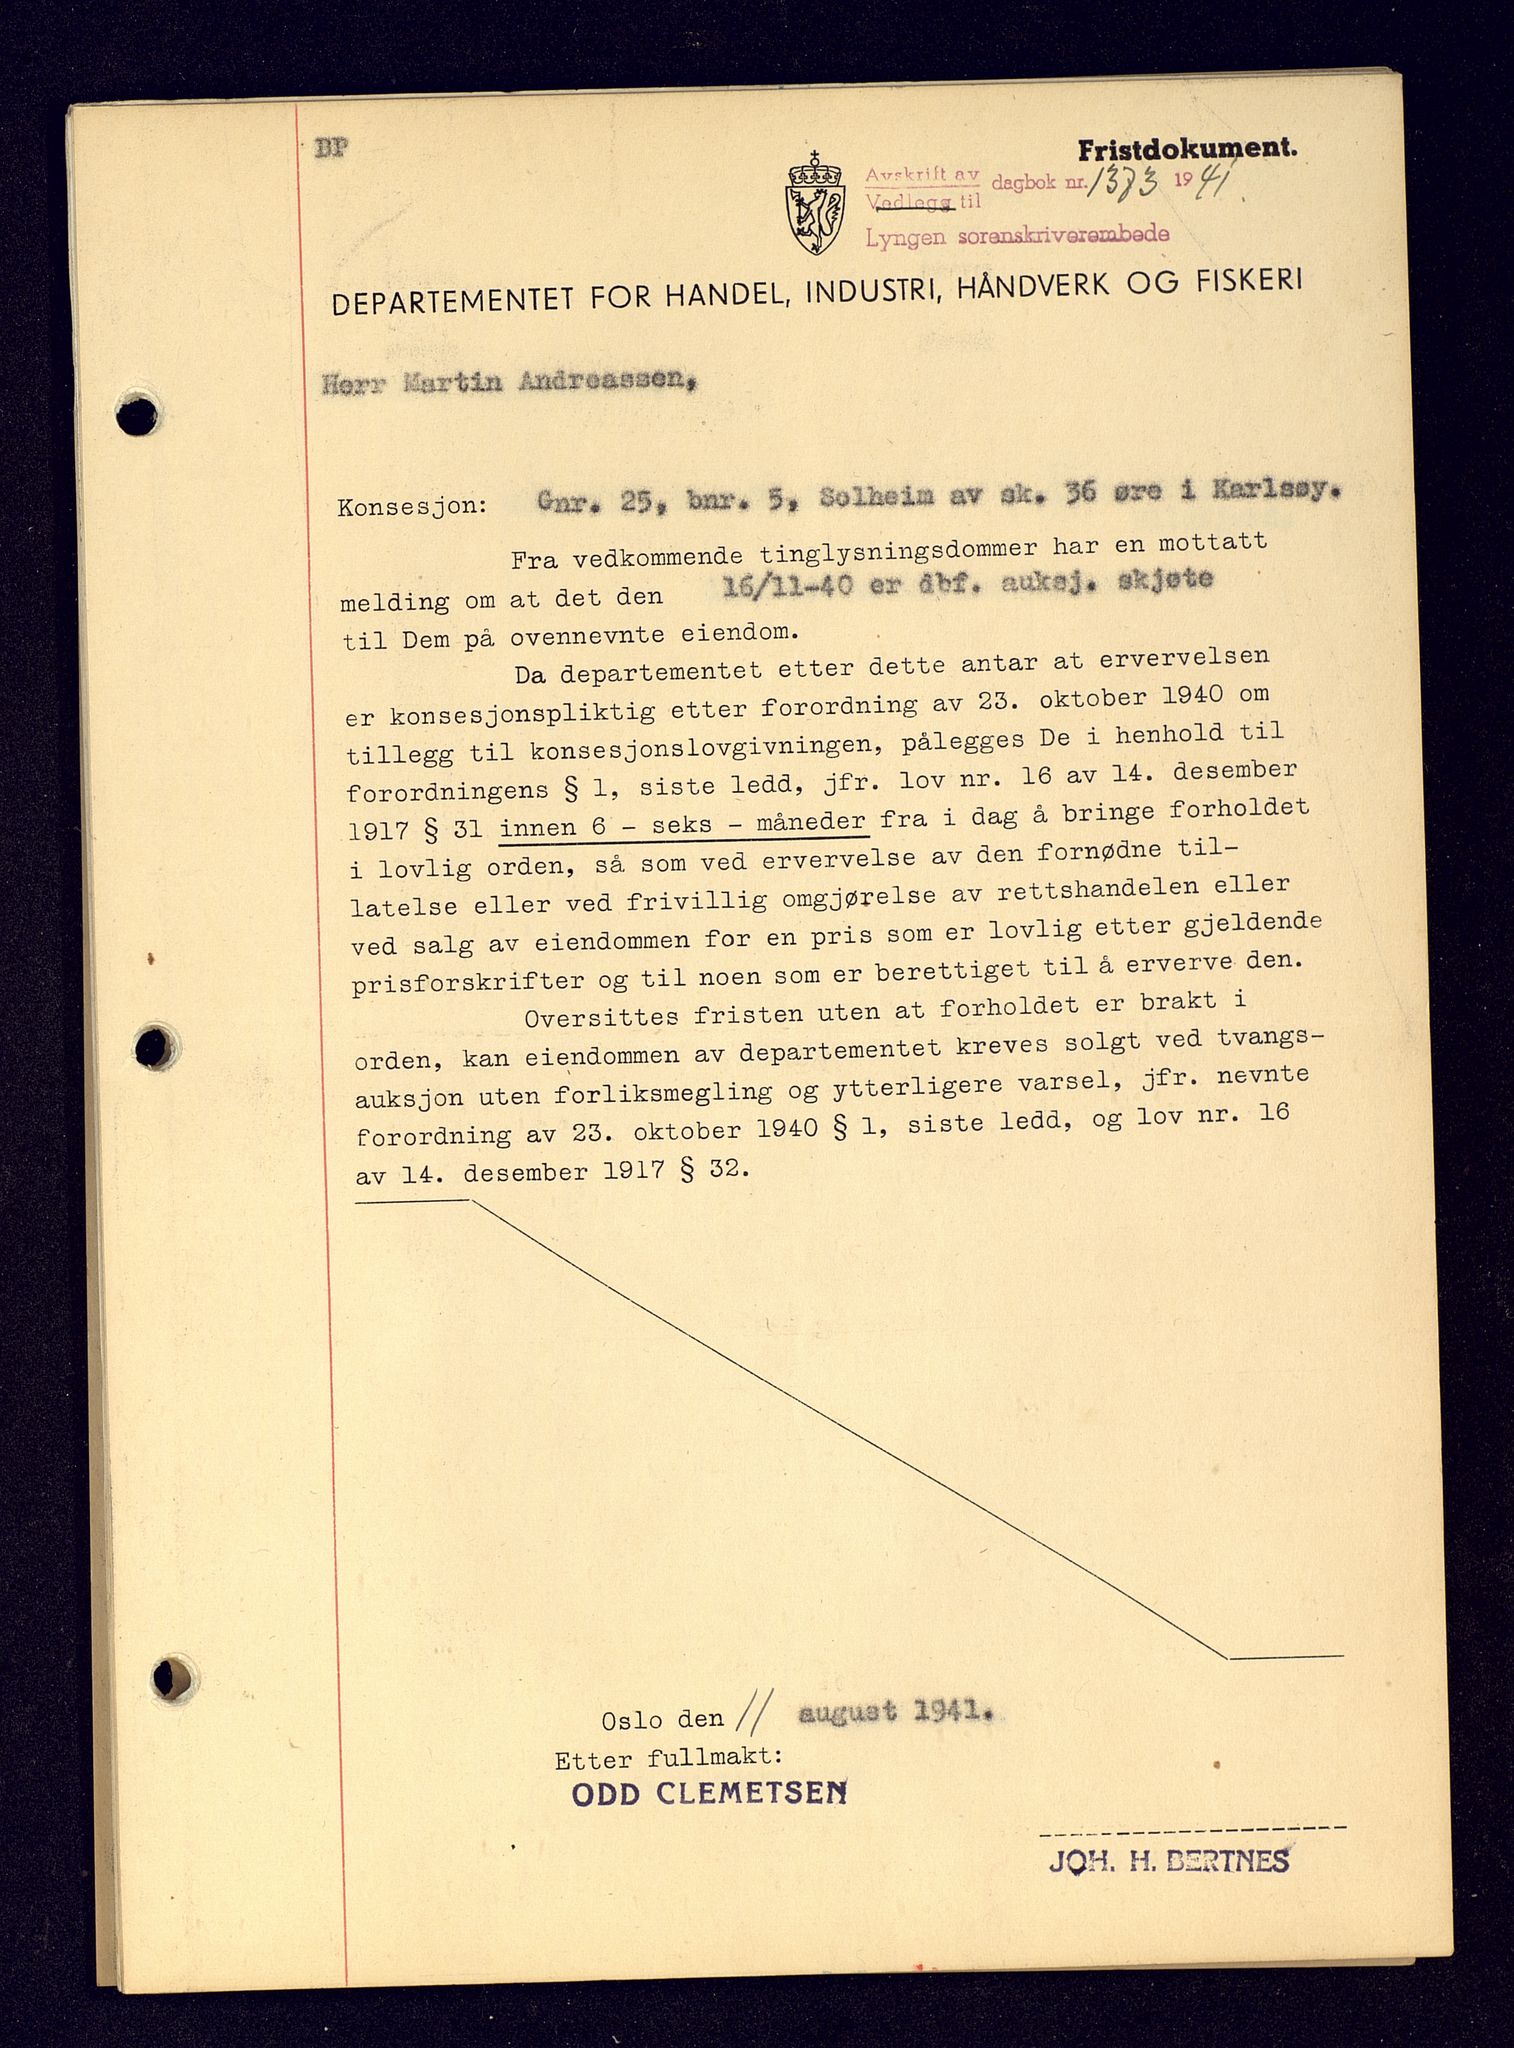 BP
Fristdokument.
Avskrift av
Vedlegg til
dagbok nr. 1383 1941
Lyngen sorenskriverembede
DEPARTEMENTET FOR HANDEL, INDUSTRI, HÅNDVERK OG FISKERI
Herr Martin Andreassen,
Konsesjon: Gnr. 25, bnr. 5, Solheim av sk. 36 øre i Karlsøy.
Fra vedkommende tinglysningsdommer har en mottatt
melding om at det den 16/11-40 er dbf. auksj. skjøte
til Dem på ovennevnte eiendom.
Da departementet etter dette antar at ervervelsen
er konsesjonspliktig etter forordning av 23. oktober 1940 om
tillegg til konsesjonslovgivningen, pålegges De i henhold til
forordningens § 1, siste ledd, jfr. lov nr. 16 av 14. desember
1917 § 31 innen 6 - seks - måneder fra i dag å bringe forholdet
i lovlig orden, så som ved ervervelse av den fornødne til-
latelse eller ved frivillig omgjørelse av rettshandelen eller
ved salg av eiendommen for en pris som er lovlig etter gjeldende
prisforskrifter og til noen som er berettiget til å erverve den.
Oversittes fristen uten at forholdet er brakt i
orden, kan eiendommen av departementet kreves solgt ved tvangs-
auksjon uten forliksmegling og ytterligere varsel, jfr. nevnte
forordning av 23. oktober 1940 § 1, siste ledd, og lov nr. 16
av 14. desember 1917 § 32.
Oslo den 11 august 1941.
Etter fullmakt:
ODD CLEMETSEN
JOH. H. BERTNES